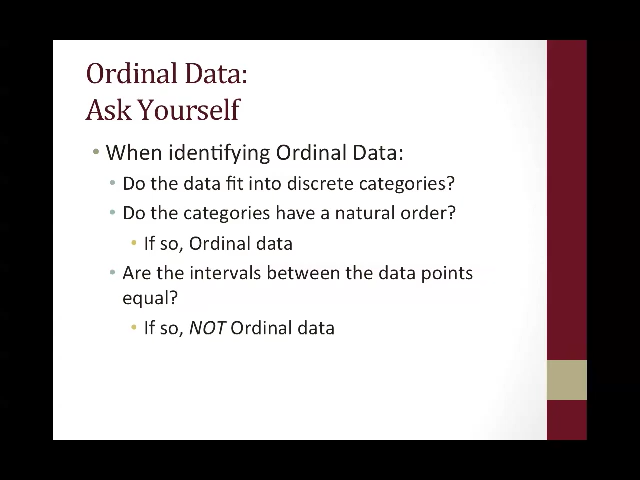 Ordinal Data:
Ask Yourself
• When identifying Ordinal Data:
• Do the data fit into discrete categories?
• Do the categories have a natural order?
• If so, Ordinal data
• Are the intervals between the data points
equal?
• If so, NOT Ordinal data